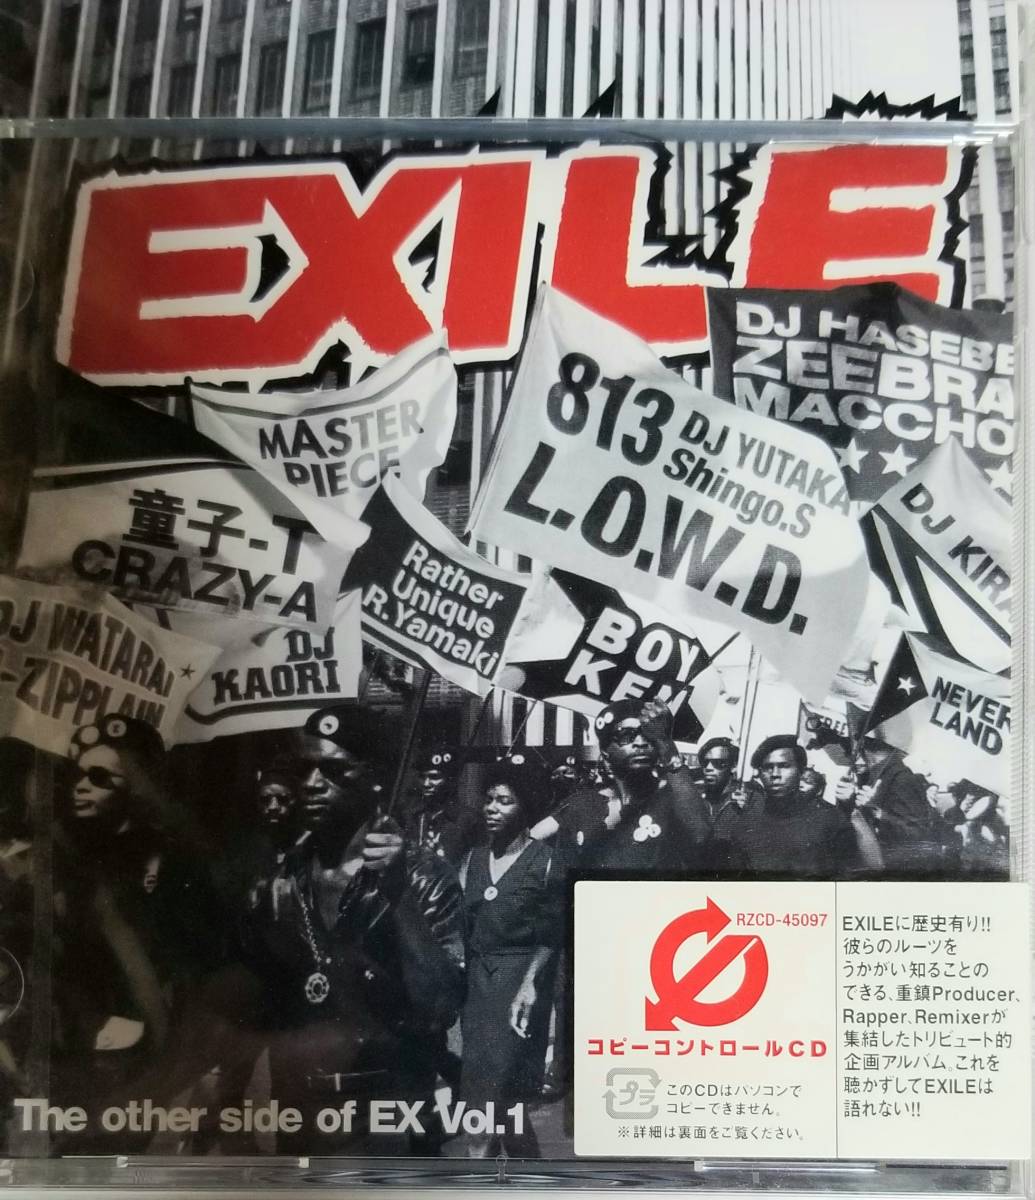 EXILE
DJ HASEBE
ZEEBRA
MACCHO
813
DJ YUTAKA
Shingo.S
L.O.W.D.
MASTER
PIECE
DJ KIRA
童子-T
CRAZY-A
Rather
Unique
R.Yamaki
BOY
KEN
DJ WATARAI
-ZIPPLAIN
DJ
KAORI
NEVER
LAND
FREE
RZCD-45097
コピーコントロールCD
プラ
このCDはパソコンで
コピーできません。
※詳細は裏面をご覧ください。
EXILEに歴史有り!!
彼らのルーツを
うかがい知ることの
できる、重鎮Producer、
Rapper、Remixerが
集結したトリビュート的
企画アルバム。これを
聴かずしてEXILEは
語れない!!
The other side of EX Vol.1